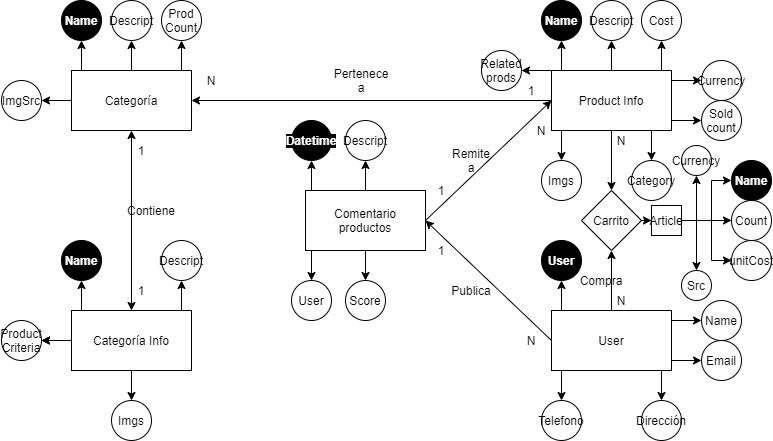 Name
Descript
Prod
Count
Name
Descript
Cost
Related
prods
Pertenece
a
N
1
ImgSrc
Categoría
Product Info
Currency
Sold
count
1
N
N
Datetime
Descript
Remite
a
Imgs
Category
Currency
Name
1
Contiene
Comentario
productos
Carrito
Article
Count
1
Name
Descript
User
unitCost
Compra
Src
1
Publica
User
Score
N
Product
Criteria
Categoría Info
N
User
Name
Email
Imgs
Telefono
Dirección